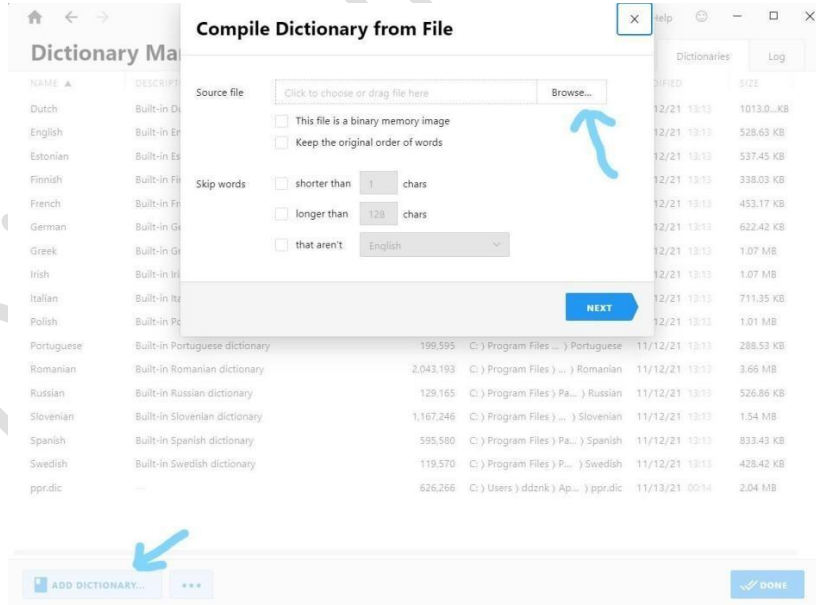 Help
Compile Dictionary from File
Dictionary Ma
Dictionaries Log
NAME DESCRIPT DIFIED SIZE
Source file Click to choose or drag file here Browse...
Dutch Built-in Du 12/21 13:13 1013.0...KB
This file is a binary memory image
English Built-in En 12/21 13:13 528.63 KB
Keep the original order of words
Estonian Built-in Es 12/21 13:13 537.45 KB
Finnish Built-in Fi 12/21 13:13 338.03 KB
Skip words shorter than 1 chars
French Built-in Fr 12/21 13:13 453.17 KB
longer than 128 chars
German Built-in Ge 12/21 13:13 622.42 KB
that aren't English
Greek Built-in Gr 12/21 13:13 1.07 MB
Irish Built-in Iri 12/21 13:13 1.07 MB
Italian Built-in Ita 12/21 13:13 711.35 KB
NEXT
Polish Built-in Po 12/21 13:13 1.01 MB
Portuguese Built-in Portuguese dictionary 199,595 C: ) Program Files ... ) Portuguese 11/12/21 13:13 288.53 KB
Romanian Built-in Romanian dictionary 2,043,193 C: ) Program Files ) ... ) Romanian 11/12/21 13:13 3.66 MB
Russian Built-in Russian dictionary 129,165 C: ) Program Files ) Pa... ) Russian 11/12/21 13:13 526.86 KB
Slovenian Built-in Slovenian dictionary 1,167,246 C: ) Program Files ) ... ) Slovenian 11/12/21 13:13 1.54 MB
Spanish Built-in Spanish dictionary 595,580 C: ) Program Files ) Pa... ) Spanish 11/12/21 13:13 833.43 KB
Swedish Built-in Swedish dictionary 119,570 C: ) Program Files ) P... ) Swedish 11/12/21 13:13 428.42 KB
ppr.dic — 626,266 C: ) Users ) ddznk ) Ap... ) ppr.dic 11/13/21 00:14 2.04 MB
ADD DICTIONARY... ••• DONE